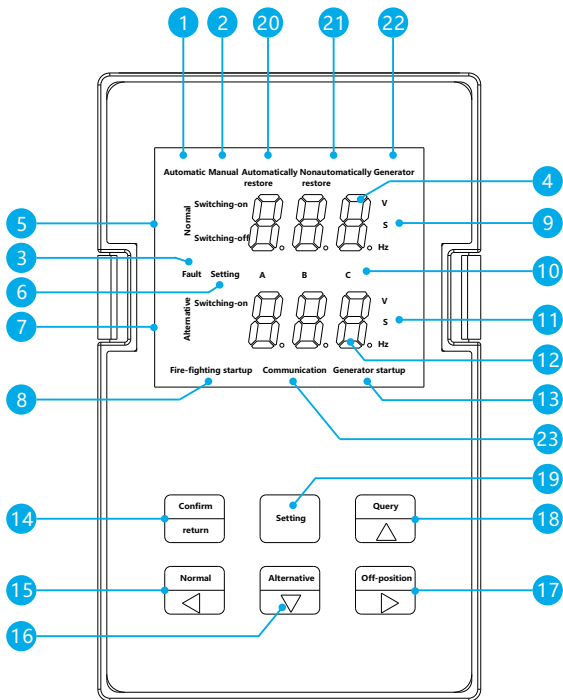 1 2 20 21 22
Automatic Manual Automatically Nonautomatically Generator
restore restore
4
Switching-on V
Normal
5 S 9
Switching-off Hz
3
Fault Setting A B C 10
6
Switching-on V
Alternative
7 S 11
Hz 12
Fire-fighting startup Communication Generator startup
8 13
23
19
Confirm Setting Query
14 return 18
Normal Alternative Off-position
15 17
16